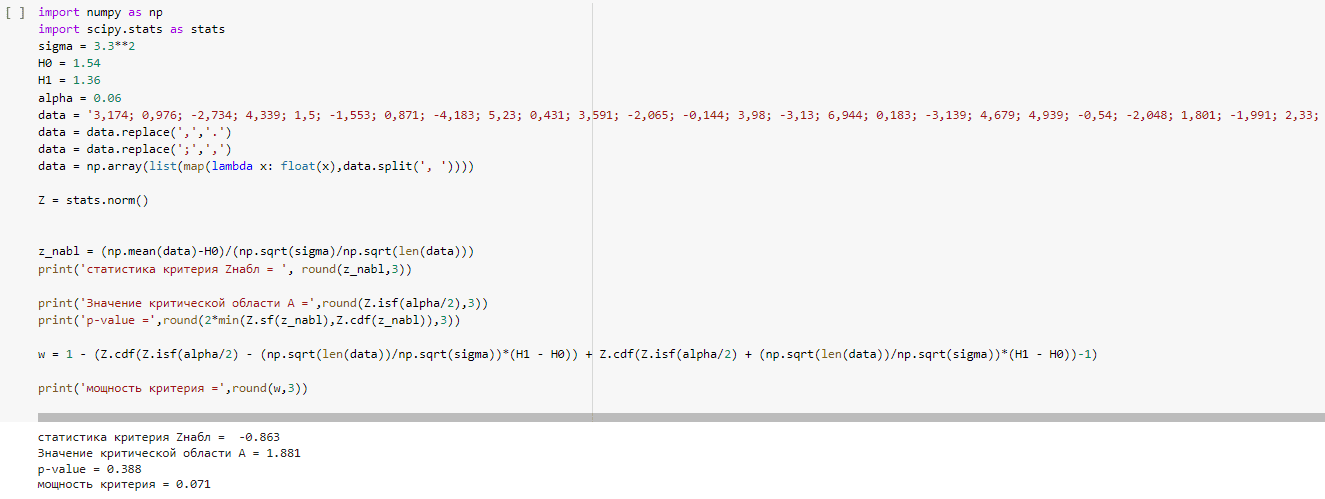 [ ] import numpy as np
import scipy.stats as stats
sigma = 3.3**2
H0 = 1.54
H1 = 1.36
alpha = 0.06
data = '3,174; 0,976; -2,734; 4,339; 1,5; -1,553; 0,871; -4,183; 5,23; 0,431; 3,591; -2,065; -0,144; 3,98; -3,13; 6,944; 0,183; -3,139; 4,679; 4,939; -0,54; -2,048; 1,801; -1,991; 2,33;
data = data.replace(',','.')
data = data.replace(';',',')
data = np.array(list(map(lambda x: float(x),data.split(', '))))
Z = stats.norm()
z_nabl = (np.mean(data)-H0)/(np.sqrt(sigma)/np.sqrt(len(data)))
print('статистика критерия Zнабл = ', round(z_nabl,3))
print('Значение критической области A =',round(Z.isf(alpha/2),3))
print('p-value =',round(2*min(Z.sf(z_nabl),Z.cdf(z_nabl)),3))
w = 1 - (Z.cdf(Z.isf(alpha/2) - (np.sqrt(len(data))/np.sqrt(sigma))*(H1 - H0)) + Z.cdf(Z.isf(alpha/2) + (np.sqrt(len(data))/np.sqrt(sigma))*(H1 - H0))-1)
print('мощность критерия =',round(w,3))
статистика критерия Zнабл =  -0.863
Значение критической области A = 1.881
p-value = 0.388
мощность критерия = 0.071